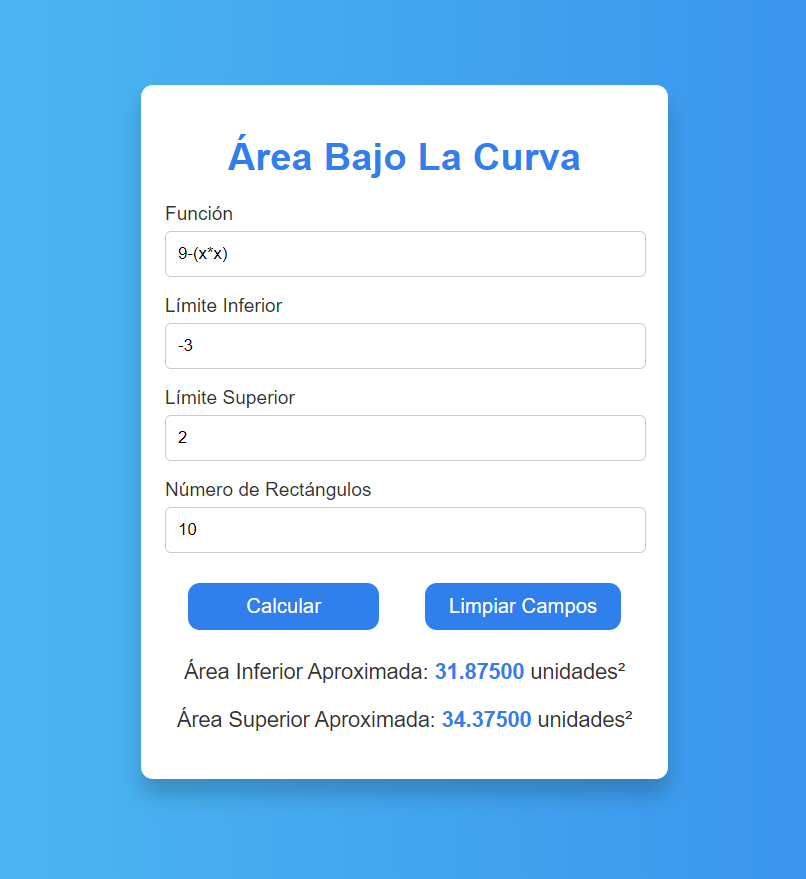 Área Bajo La Curva
Función
9-(x*x)
Límite Inferior
-3
Límite Superior
2
Número de Rectángulos
10
Calcular Limpiar Campos
Área Inferior Aproximada: 31.87500 unidades²
Área Superior Aproximada: 34.37500 unidades²